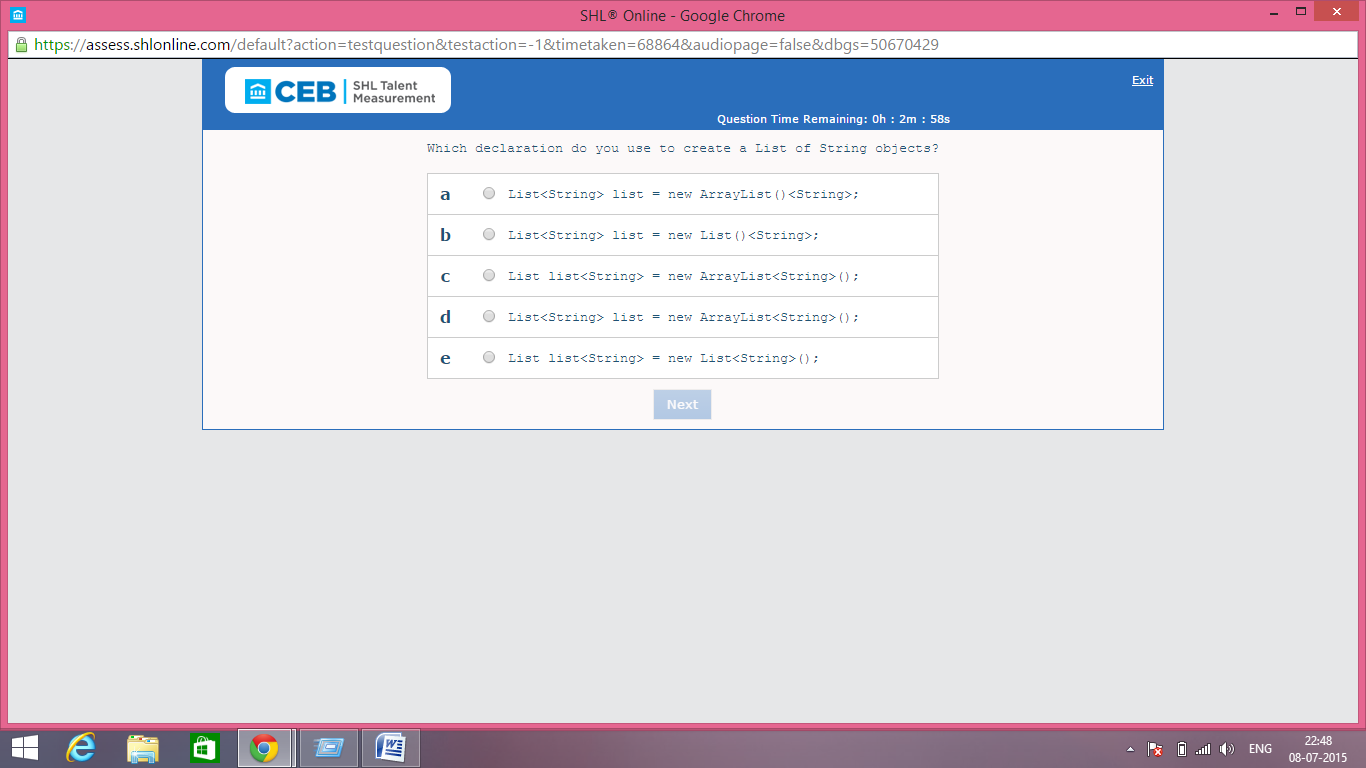 SHL® Online - Google Chrome
https://assess.shlonline.com/default?action=testquestion&testaction=-1&timetaken=68864&audiopage=false&dbgs=50670429
CEB SHL Talent Measurement
Exit
Question Time Remaining: 0h : 2m : 58s
Which declaration do you use to create a List of String objects?
a List<String> list = new ArrayList()<String>;
b List<String> list = new List()<String>;
c List list<String> = new ArrayList<String>();
d List<String> list = new ArrayList<String>();
e List list<String> = new List<String>();
Next
ENG
22:48
08-07-2015